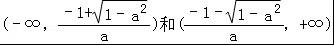 (-∞, \frac{-1+\sqrt{1-a^2}}{a})和(\frac{-1-\sqrt{1-a^2}}{a}, +∞)